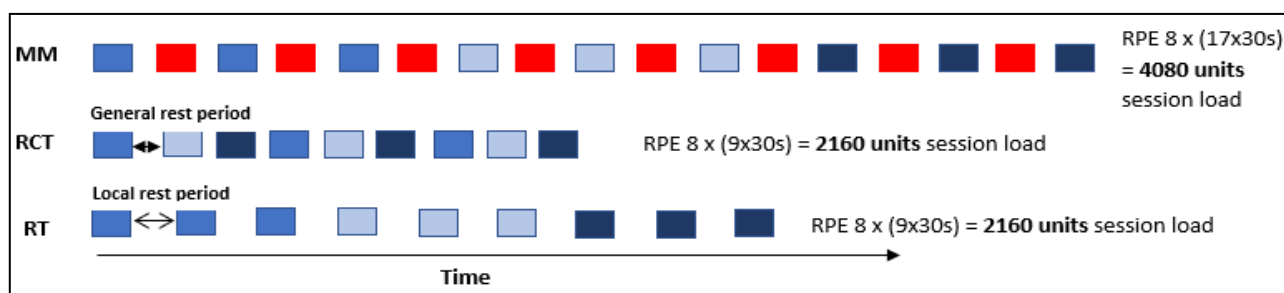 MM
RPE 8 x (17x30s)
= 4080 units
session load
General rest period
RCT
RPE 8 x (9x30s) = 2160 units session load
Local rest period
RT
RPE 8 x (9x30s) = 2160 units session load
Time